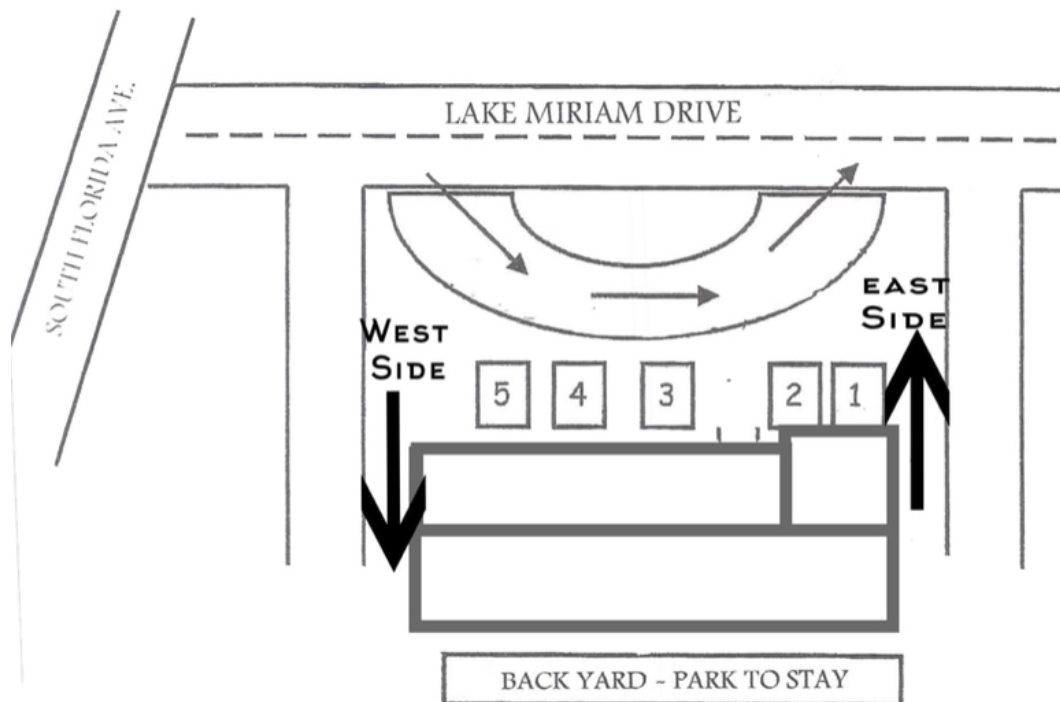 LAKE MIRIAM DRIVE
SOUTH FLORIDA AVE.
WEST
SIDE
EAST
SIDE
5 4 3 2 1
BACK YARD - PARK TO STAY